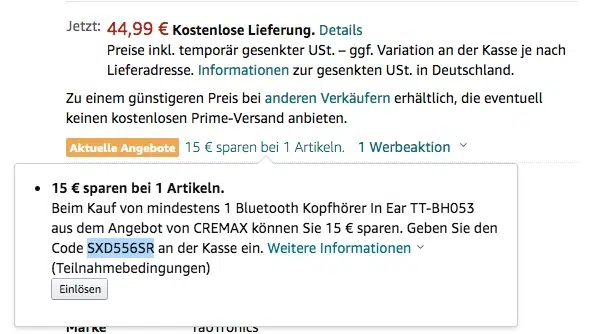 Jetzt: 44,99 € Kostenlose Lieferung. Details
Preise inkl. temporär gesenkter USt. – ggf. Variation an der Kasse je nach
Lieferadresse. Informationen zur gesenkten USt. in Deutschland.
Zu einem günstigeren Preis bei anderen Verkäufern erhältlich, die eventuell
keinen kostenlosen Prime-Versand anbieten.
Aktuelle Angebote 15 € sparen bei 1 Artikeln. 1 Werbeaktion
• 15 € sparen bei 1 Artikeln.
Beim Kauf von mindestens 1 Bluetooth Kopfhörer In Ear TT-BH053
aus dem Angebot von CREMAX können Sie 15 € sparen. Geben Sie den
Code SXD556SR an der Kasse ein. Weitere Informationen
(Teilnahmebedingungen)
Einlösen
Marke TaoTronics